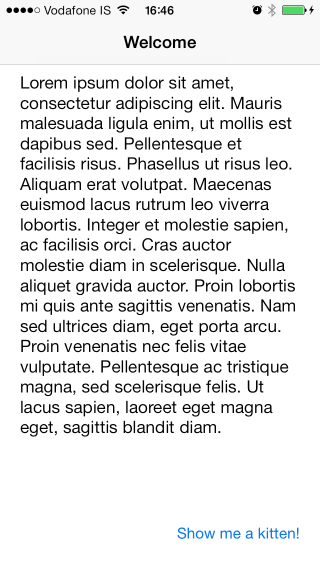 Vodafone IS 16:46
Welcome
Lorem ipsum dolor sit amet,
consectetur adipiscing elit. Mauris
malesuada ligula enim, ut mollis est
dapibus sed. Pellentesque et
facilisis risus. Phasellus ut risus leo.
Aliquam erat volutpat. Maecenas
euismod lacus rutrum leo viverra
lobortis. Integer et molestie sapien,
ac facilisis orci. Cras auctor
molestie diam in scelerisque. Nulla
aliquet gravida auctor. Proin lobortis
mi quis ante sagittis venenatis. Nam
sed ultrices diam, eget porta arcu.
Proin venenatis nec felis vitae
vulputate. Pellentesque ac tristique
magna, sed scelerisque felis. Ut
lacus sapien, laoreet eget magna
eget, sagittis blandit diam.
Show me a kitten!